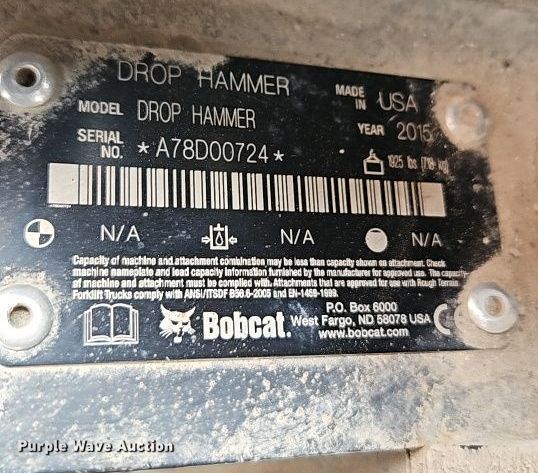 DROP HAMMER
MADE IN USA
MODEL DROP HAMMER
SERIAL NO. *A78D00724*
YEAR 2015
1925 lbs
N/A N/A N/A
Capacity of machine and attachment combination may be less than capacity shown on attachment. Check
machine nameplate and load capacity information furnished by the manufacturer for approved use. The capacity
of machine and attachment must be complied with. Attachments that are approved for use with Rough Terrain
Forklift Trucks comply with ANSI/ITSDF B56.6-2005 and EN-1459-1999.
Bobcat.
P.O. Box 6000
West Fargo, ND 58078 USA
www.bobcat.com
CE
Purple Wave Auction